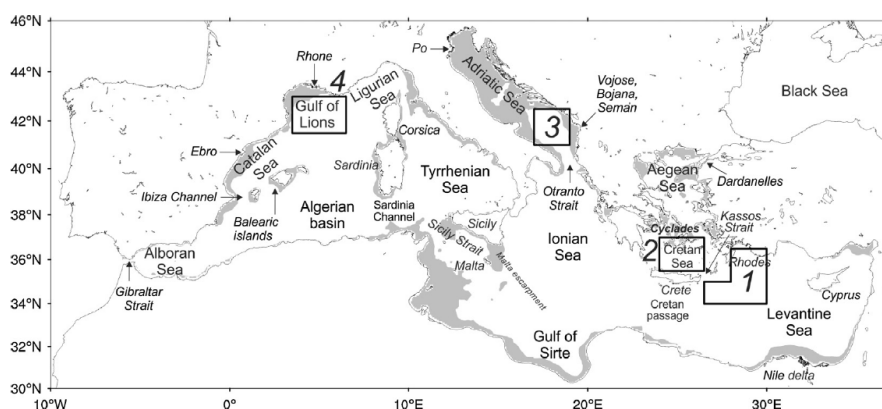 46°N
44°N
42°N
40°N
38°N
36°N
34°N
32°N
30°N
10°W
0°E
10°E
20°E
30°E
Rhone
4
Gulf of
Lions
Ligurian
Sea
Po
Adriatic Sea
Vojose,
Bojana,
Seman
Black Sea
3
Corsica
Ebro
Catalan
Sea
Sardinia
Tyrrhenian
Sea
Otranto
Strait
Aegean
Sea
Dardanelles
Ibiza Channel
Balearic
islands
Algerian
basin
Sardinia
Channel
Sicily
Sicily Strait
Malta
Malta escarpment
Ionian
Sea
Cyclades
Kassos
Strait
2
Cretan
Sea
Rhodes
1
Alboran
Sea
Gibraltar
Strait
Crete
Cretan
passage
Cyprus
Levantine
Sea
Gulf of
Sirte
Nile delta